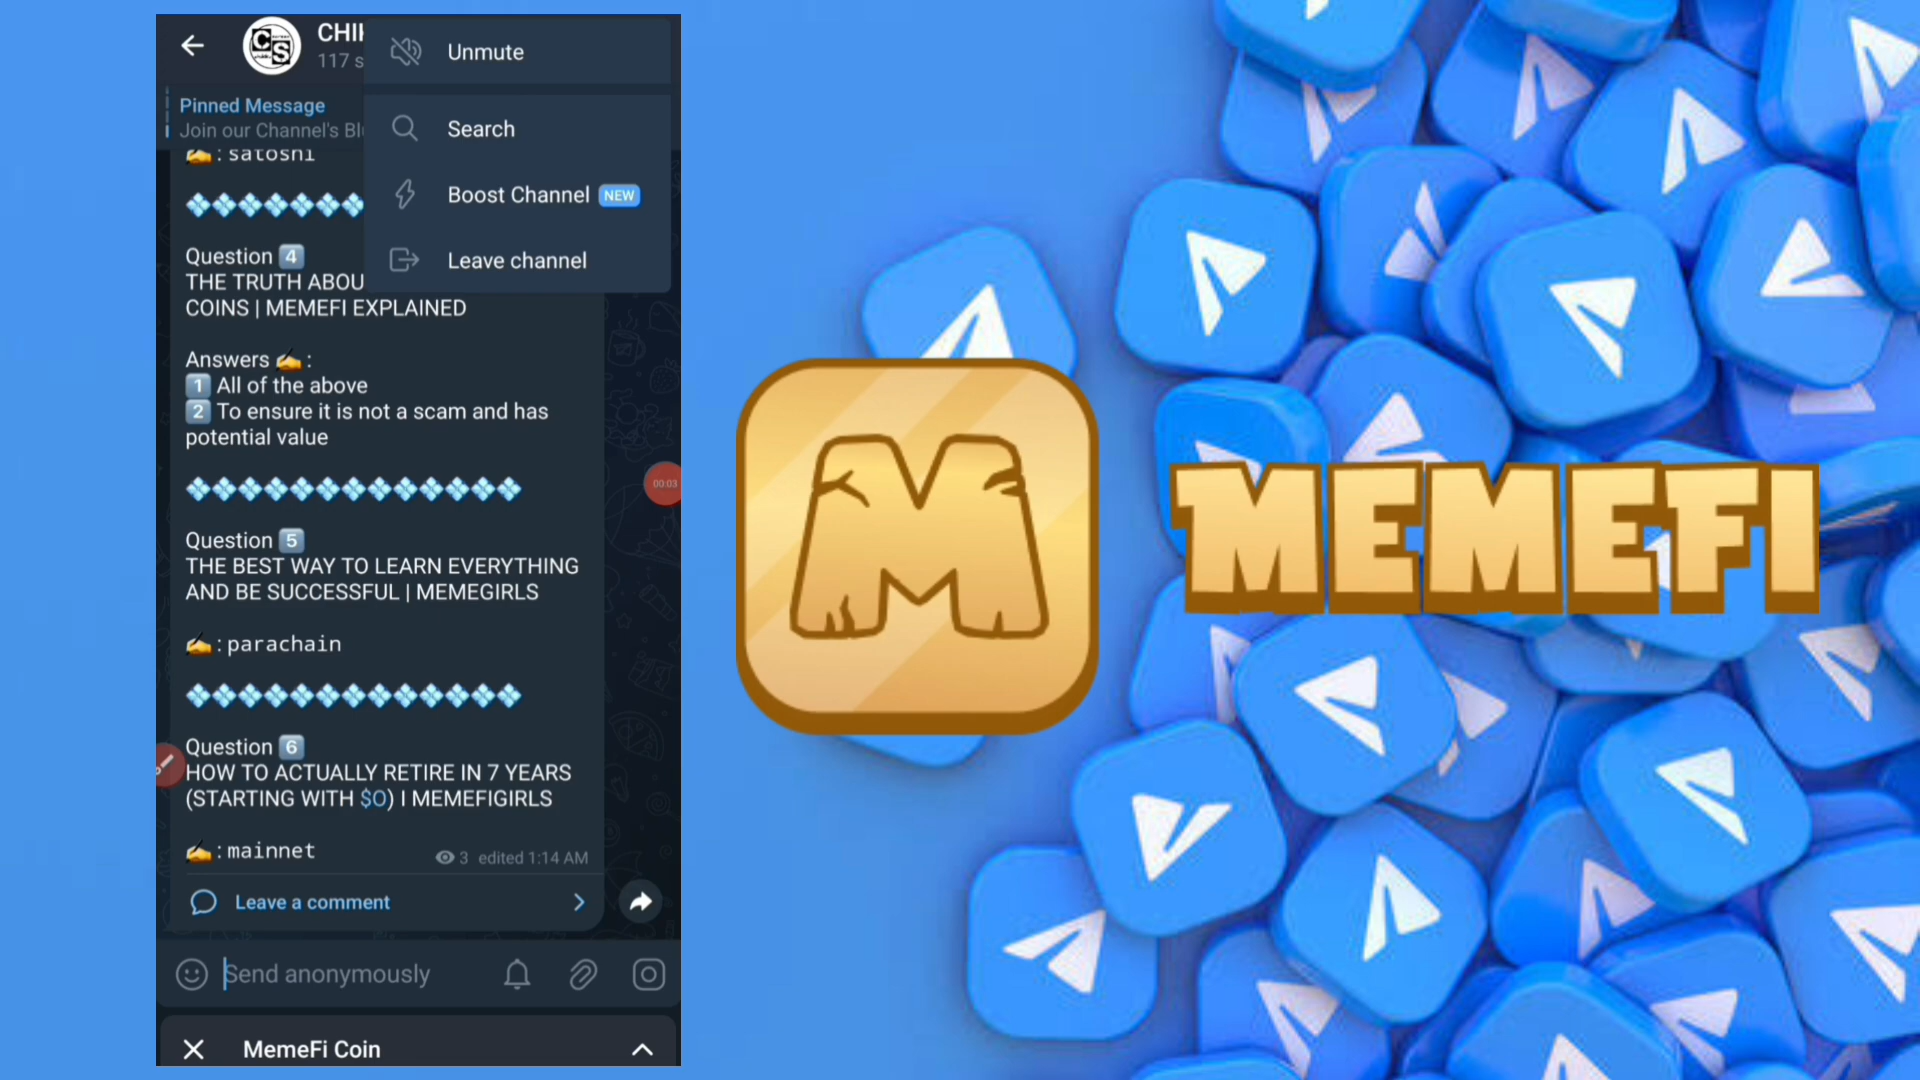 CHI
117 s
Unmute
Pinned Message
Join our Channel's Bl
Search
: satoshi
Boost Channel NEW
Leave channel
Question 4
THE TRUTH ABOU
COINS | MEMEFI EXPLAINED
Answers ✍️ :
1 All of the above
2 To ensure it is not a scam and has
potential value
00:03
Question 5
THE BEST WAY TO LEARN EVERYTHING
AND BE SUCCESSFUL | MEMEGIRLS
✍️ : parachain
Question 6
HOW TO ACTUALLY RETIRE IN 7 YEARS
(STARTING WITH $O) I MEMEFIGIRLS
✍️ : mainnet
3 edited 1:14 AM
Leave a comment
Send anonymously
MemeFi Coin
CS
M
MEMEFI